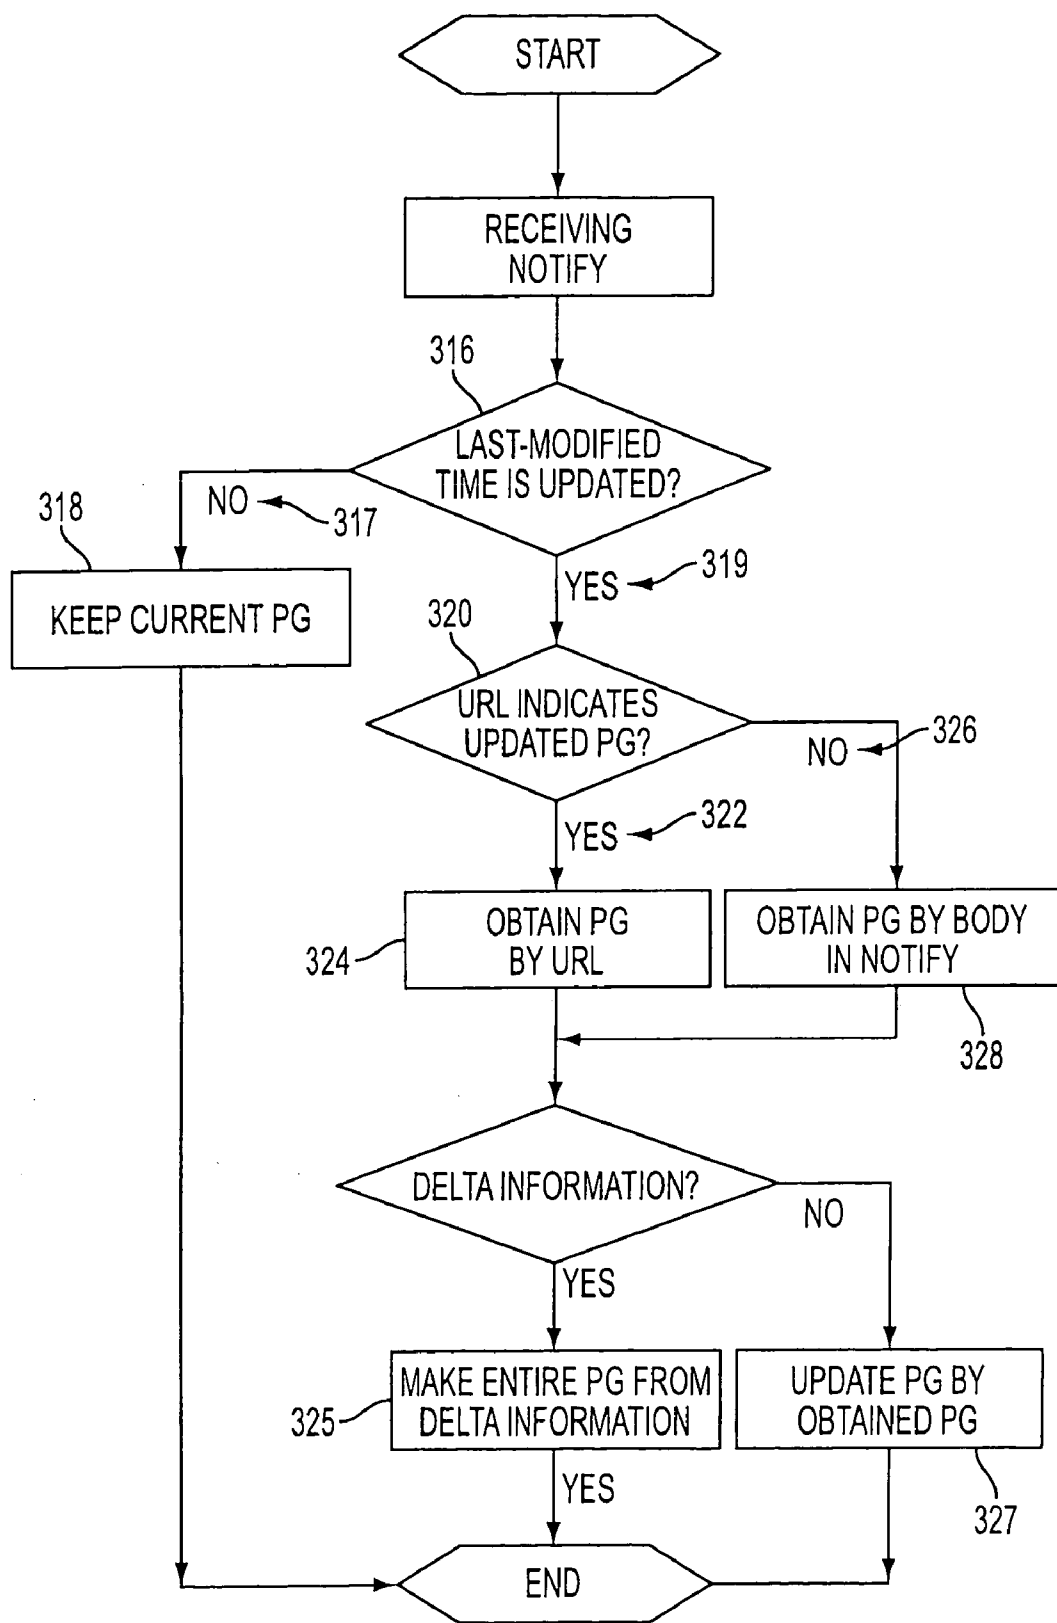 START
RECEIVING
NOTIFY
316
LAST-MODIFIED
TIME IS UPDATED?
NO
317
318
KEEP CURRENT PG
YES
319
320
URL INDICATES
UPDATED PG?
NO
326
YES
322
OBTAIN PG
BY URL
324
OBTAIN PG BY BODY
IN NOTIFY
328
DELTA INFORMATION?
NO
YES
MAKE ENTIRE PG FROM
DELTA INFORMATION
325
UPDATE PG BY
OBTAINED PG
327
YES
END